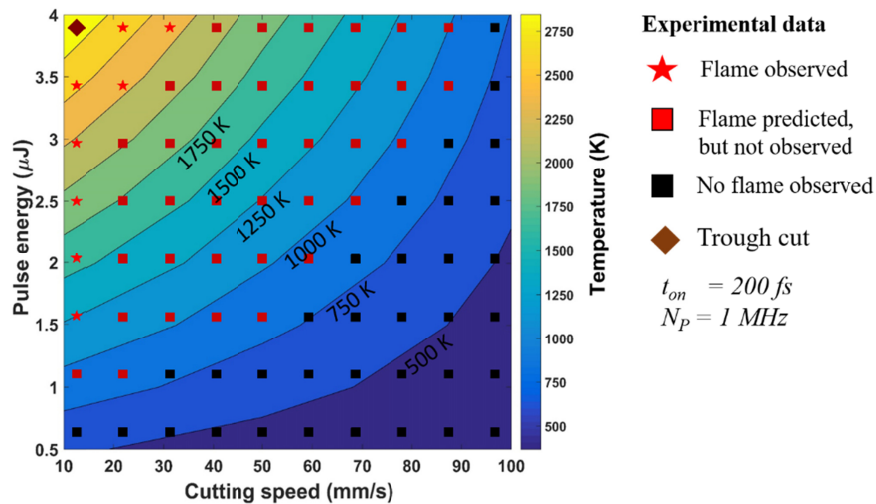 4
3.5
3
2.5
2
1.5
1
0.5
Pulse energy (μJ)
10 20 30 40 50 60 70 80 90 100
Cutting speed (mm/s)
1750 K
1500 K
1250 K
1000 K
750 K
500 K
2750
2500
2250
2000
1750
1500
1250
1000
750
500
Temperature (K)
Experimental data
Flame observed
Flame predicted,
but not observed
No flame observed
Trough cut
t_on = 200 fs
N_P = 1 MHz